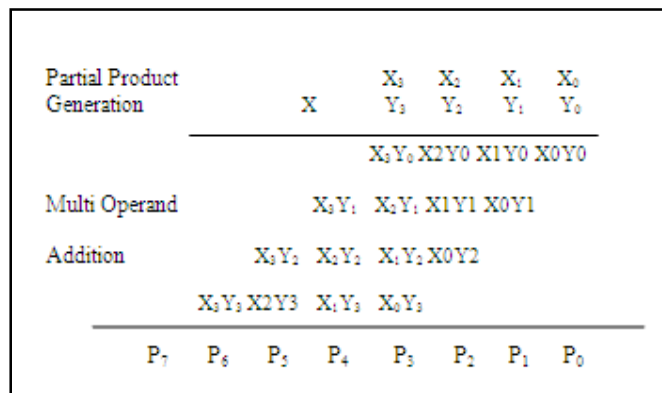 Partial Product X₃ X₂ X₁ X₀
Generation X Y₃ Y₂ Y₁ Y₀
X₃Y₀ X2Y0 X1Y0 X0Y0
Multi Operand X₃Y₁ X₂Y₁ X1Y1 X0Y1
Addition X₃Y₂ X₂Y₂ X₁Y₂ X0Y2
X₃Y₃ X2Y3 X₁Y₃ X₀Y₃
P₇ P₆ P₅ P₄ P₃ P₂ P₁ P₀